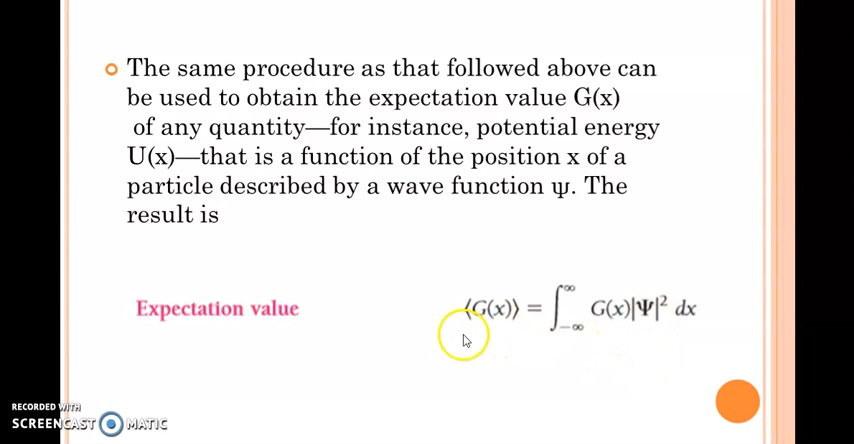 The same procedure as that followed above can
be used to obtain the expectation value G(x)
of any quantity—for instance, potential energy
U(x)—that is a function of the position x of a
particle described by a wave function ψ. The
result is
Expectation value ⟨G(x)⟩ = ∫_{-∞}^{∞} G(x)|Ψ|² dx
RECORDED WITH
SCREENCAST MATIC